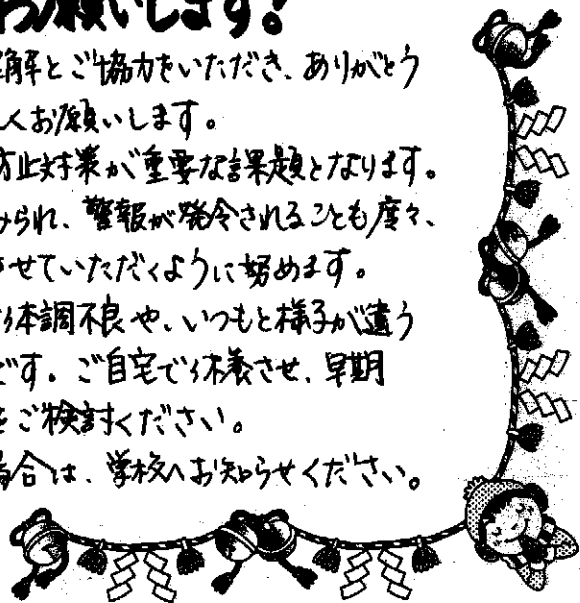 お願いします!
解とご協力をいただき、ありがとう
しくお願いします。
防止対策が重要な課題となります。
みられ、警報が発令されることも度々、
させていただくように努めます。
体調不良や、いつもと様子が違う
です。ご自宅で休養させ、早期
をご検討ください。
場合は、学校へお知らせください。